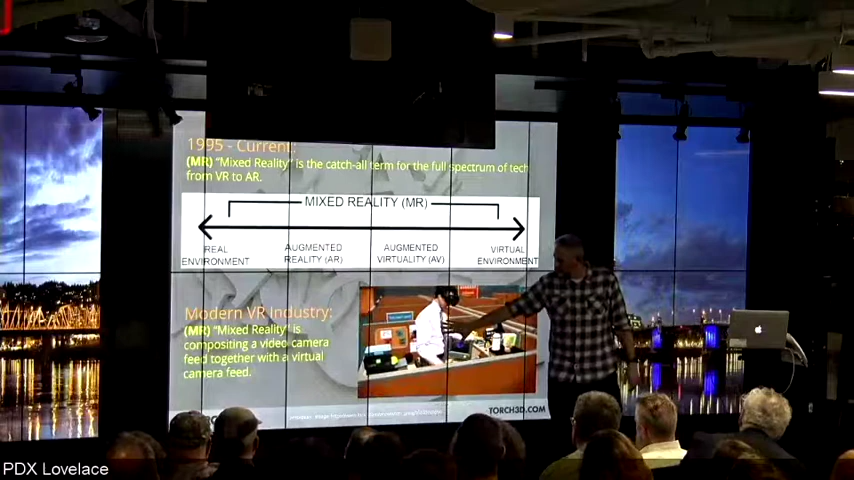 1995 - Current:
(MR) "Mixed Reality" is the catch-all term for the full spectrum of tech
from VR to AR.
MIXED REALITY (MR)
REAL ENVIRONMENT
AUGMENTED REALITY (AR)
AUGMENTED VIRTUALITY (AV)
VIRTUAL ENVIRONMENT
Modern VR Industry:
(MR) "Mixed Reality" is
compositing a video camera
feed together with a virtual
camera feed.
TORCH3D.COM
PDX Lovelace